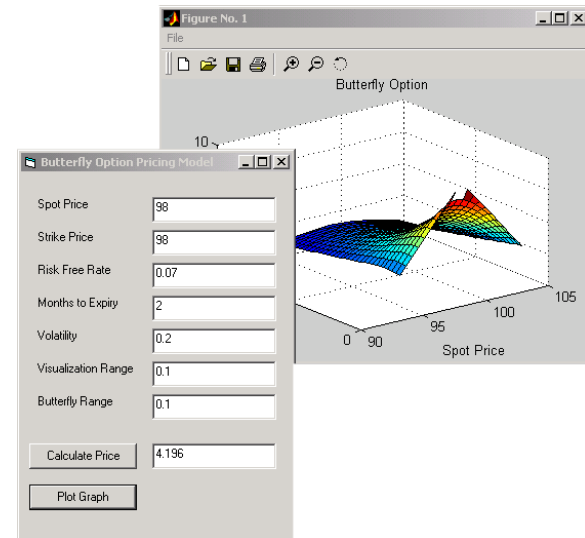 Figure No. 1
File
Butterfly Option
10
0
90
95
100
105
Spot Price
Butterfly Option Pricing Model
Spot Price 98
Strike Price 98
Risk Free Rate 0.07
Months to Expiry 2
Volatility 0.2
Visualization Range 0.1
Butterfly Range 0.1
Calculate Price 4.196
Plot Graph